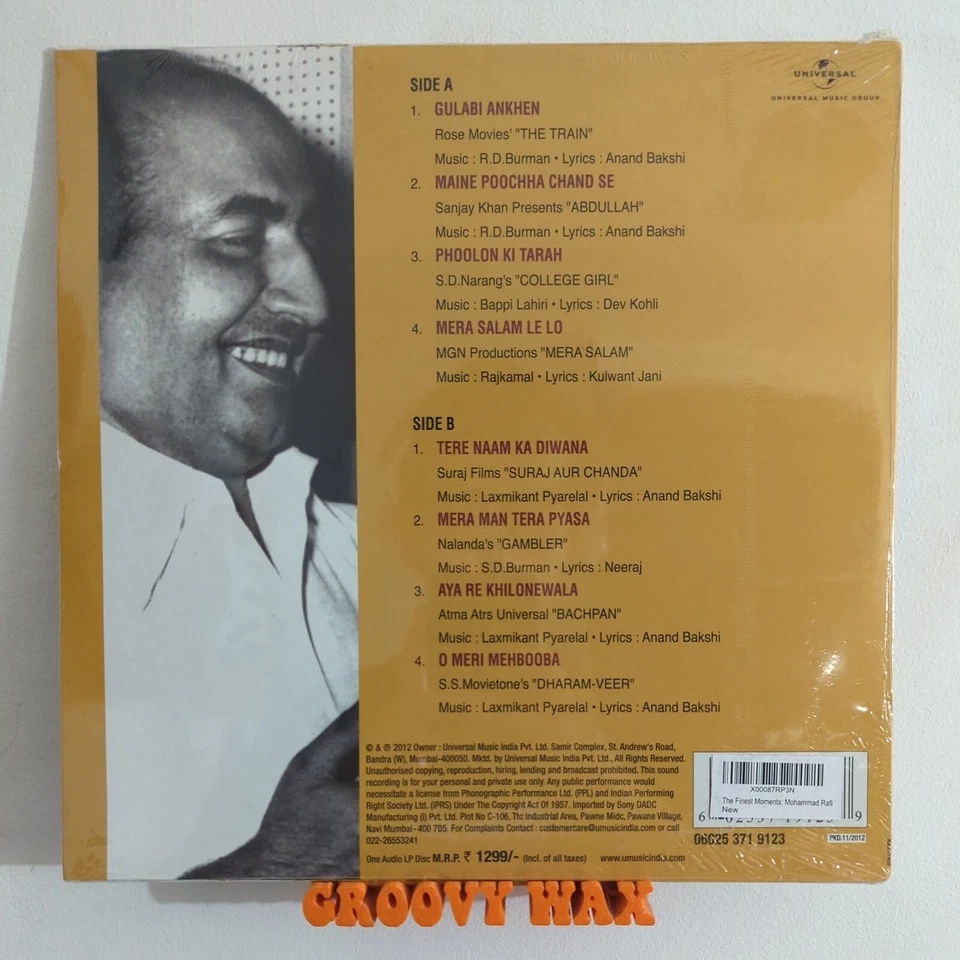 UNIVERSAL
UNIVERSAL MUSIC GROUP
SIDE A
1. GULABI ANKHEN
Rose Movies' "THE TRAIN"
Music : R.D.Burman • Lyrics : Anand Bakshi
2. MAINE POOCHHA CHAND SE
Sanjay Khan Presents "ABDULLAH"
Music : R.D.Burman • Lyrics : Anand Bakshi
3. PHOOLON KI TARAH
S.D.Narang's "COLLEGE GIRL"
Music : Bappi Lahiri • Lyrics : Dev Kohli
4. MERA SALAM LE LO
MGN Productions "MERA SALAM"
Music : Rajkamal • Lyrics : Kulwant Jani
SIDE B
1. TERE NAAM KA DIWANA
Suraj Films "SURAJ AUR CHANDA"
Music : Laxmikant Pyarelal • Lyrics : Anand Bakshi
2. MERA MAN TERA PYASA
Nalanda's "GAMBLER"
Music : S.D.Burman • Lyrics : Neeraj
3. AYA RE KHILONEWALA
Atma Atrs Universal "BACHPAN"
Music : Laxmikant Pyarelal • Lyrics : Anand Bakshi
4. O MERI MEHBOOBA
S.S.Movietone's "DHARAM-VEER"
Music : Laxmikant Pyarelal • Lyrics : Anand Bakshi
© & ℗ 2012 Owner : Universal Music India Pvt. Ltd. Samir Complex, St. Andrew's Road,
Bandra (W), Mumbai-400050. Mktd. by Universal Music India Pvt. Ltd., All Rights Reserved.
Unauthorised copying, reproduction, hiring, lending and broadcast prohibited. This sound
recording is for your personal and private use only. Any public performance would
necessitate a license from Phonographic Performance Ltd. (PPL) and Indian Performing
Right Society Ltd. (IPRS) Under The Copyright Act Of 1957. Imported by Sony DADC
Manufacturing (I) Pvt. Ltd. Plot No C-106, Ttc Industrial Area, Pawne Midc, Pawane Village,
Navi Mumbai - 400 705. For Complaints Contact : customercare@umusicindia.com or call
022-26553241
One Audio LP Disc M.R.P. ₹ 1299/- (Incl. of all taxes) www.umusicindia.com
X00087RP3N
The Finest Moments: Mohammad Rafi
New
6 9
06025 371 9123
PKD.11/2012
GROOVY WAX